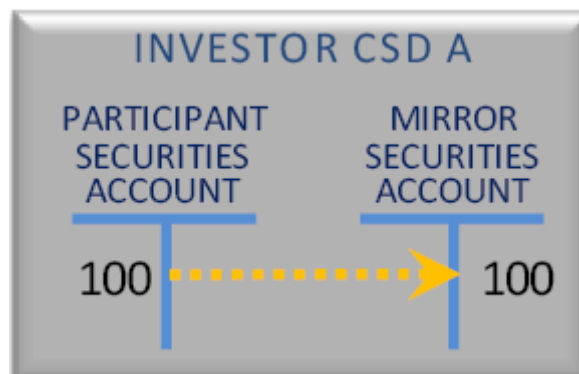 INVESTOR CSD A
PARTICIPANT
SECURITIES
ACCOUNT
MIRROR
SECURITIES
ACCOUNT
100
100